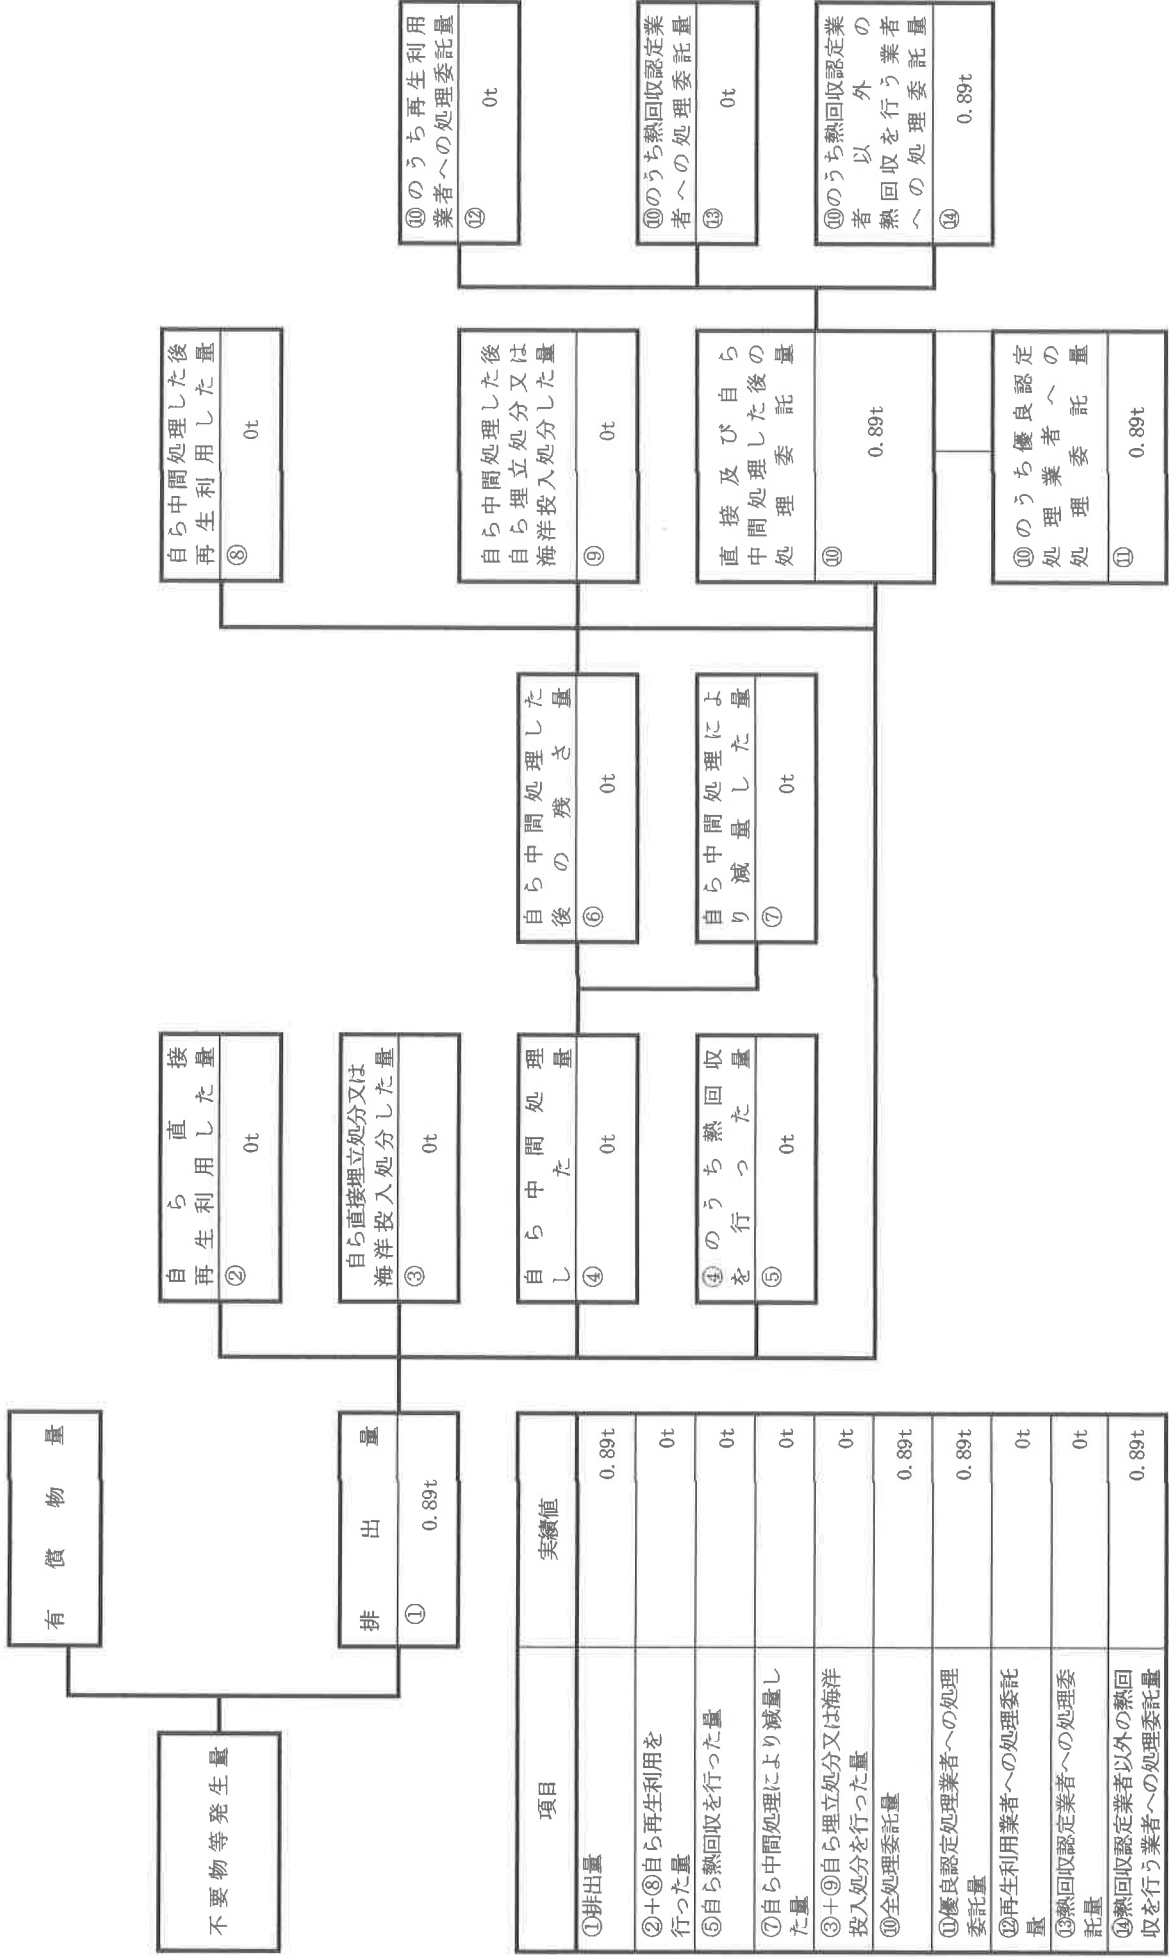 不要物等発生量
有償物量
排出量
①
0.89t
自ら直接
再生利用した量
②
0t
自ら直接埋立処分又は
海洋投入処分した量
③
0t
自ら中間処理
した量
④
0t
④のうち熱回収
を行った量
⑤
0t
自ら中間処理した
後の残さ量
⑥
0t
自ら中間処理によ
り減量した量
⑦
0t
自ら中間処理した後
再生利用した量
⑧
0t
自ら中間処理した後
自ら埋立処分又は
海洋投入処分した量
⑨
0t
直接及び自ら
中間処理した後の
処理委託量
⑩
0.89t
⑩のうち優良認定
処理業者への
処理委託量
⑪
0.89t
⑩のうち再生利用
業者への処理委託量
⑫
0t
⑩のうち熱回収認定業
者への処理委託量
⑬
0t
⑩のうち熱回収認定業
者以外の
熱回収を行う業者
への処理委託量
⑭
0.89t
項目 実績値
①排出量 0.89t
②+⑧自ら再生利用を
行った量 0t
⑤自ら熱回収を行った量 0t
⑦自ら中間処理により減量し
た量 0t
③+⑨自ら埋立処分又は海洋
投入処分を行った量 0t
⑩全処理委託量 0.89t
⑪優良認定処理業者への処理
委託量 0.89t
⑫再生利用業者への処理委託
量 0t
⑬熱回収認定業者への処理委
託量 0t
⑭熱回収認定業者以外の熱回
収を行う業者への処理委託量 0.89t